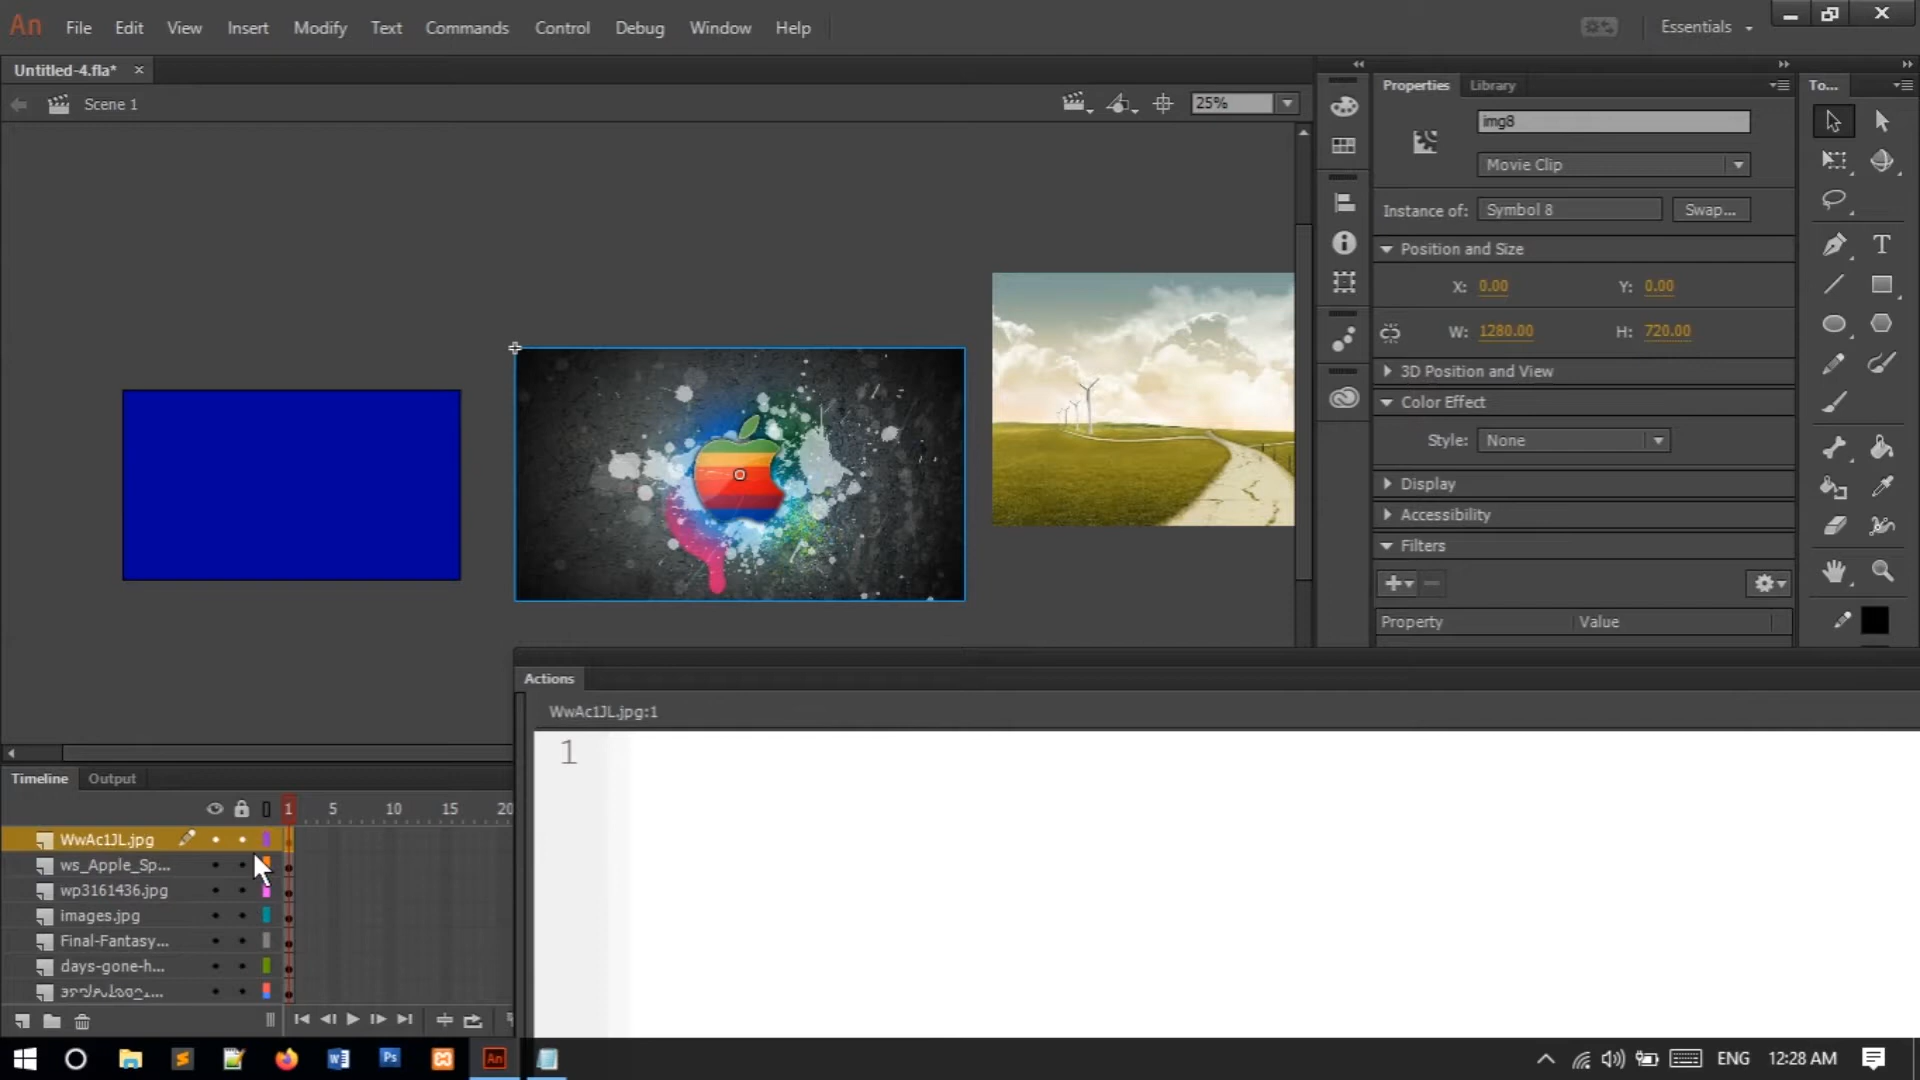 An File Edit View Insert Modify Text Commands Control Debug Window Help Essentials
Untitled-4.fla* ×
Scene 1 25%
Properties Library To...
img8
Movie Clip
Instance of: Symbol 8 Swap...
Position and Size
X: 0.00 Y: 0.00
W: 1280.00 H: 720.00
3D Position and View
Color Effect
Style: None
Display
Accessibility
Filters
Property Value
Actions
WwAc1JL.jpg:1
1
Timeline Output
1 5 10 15 20
WwAc1JL.jpg
ws_Apple_Sp...
wp3161436.jpg
images.jpg
Final-Fantasy...
days-gone-h...
An ENG 12:28 AM